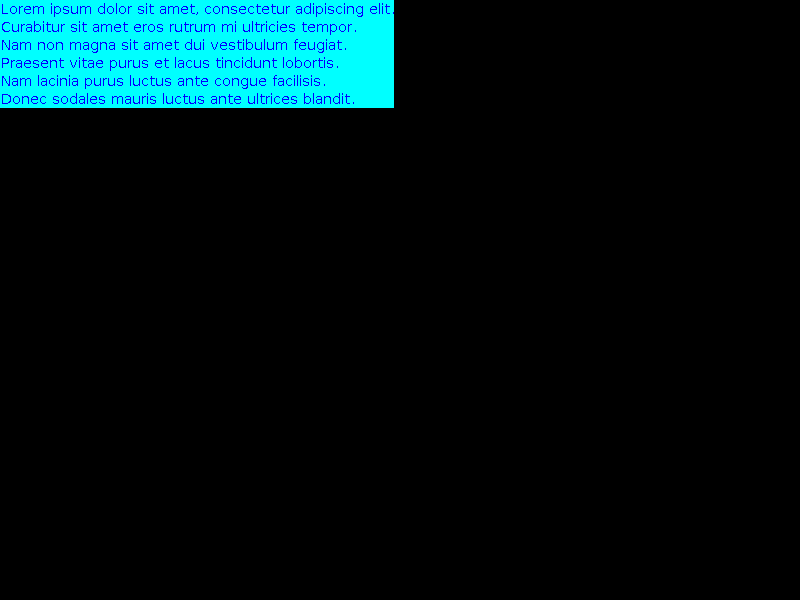 Lorem ipsum dolor sit amet, consectetur adipiscing elit.
Curabitur sit amet eros rutrum mi ultricies tempor.
Nam non magna sit amet dui vestibulum feugiat.
Praesent vitae purus et lacus tincidunt lobortis.
Nam lacinia purus luctus ante congue facilisis.
Donec sodales mauris luctus ante ultrices blandit.